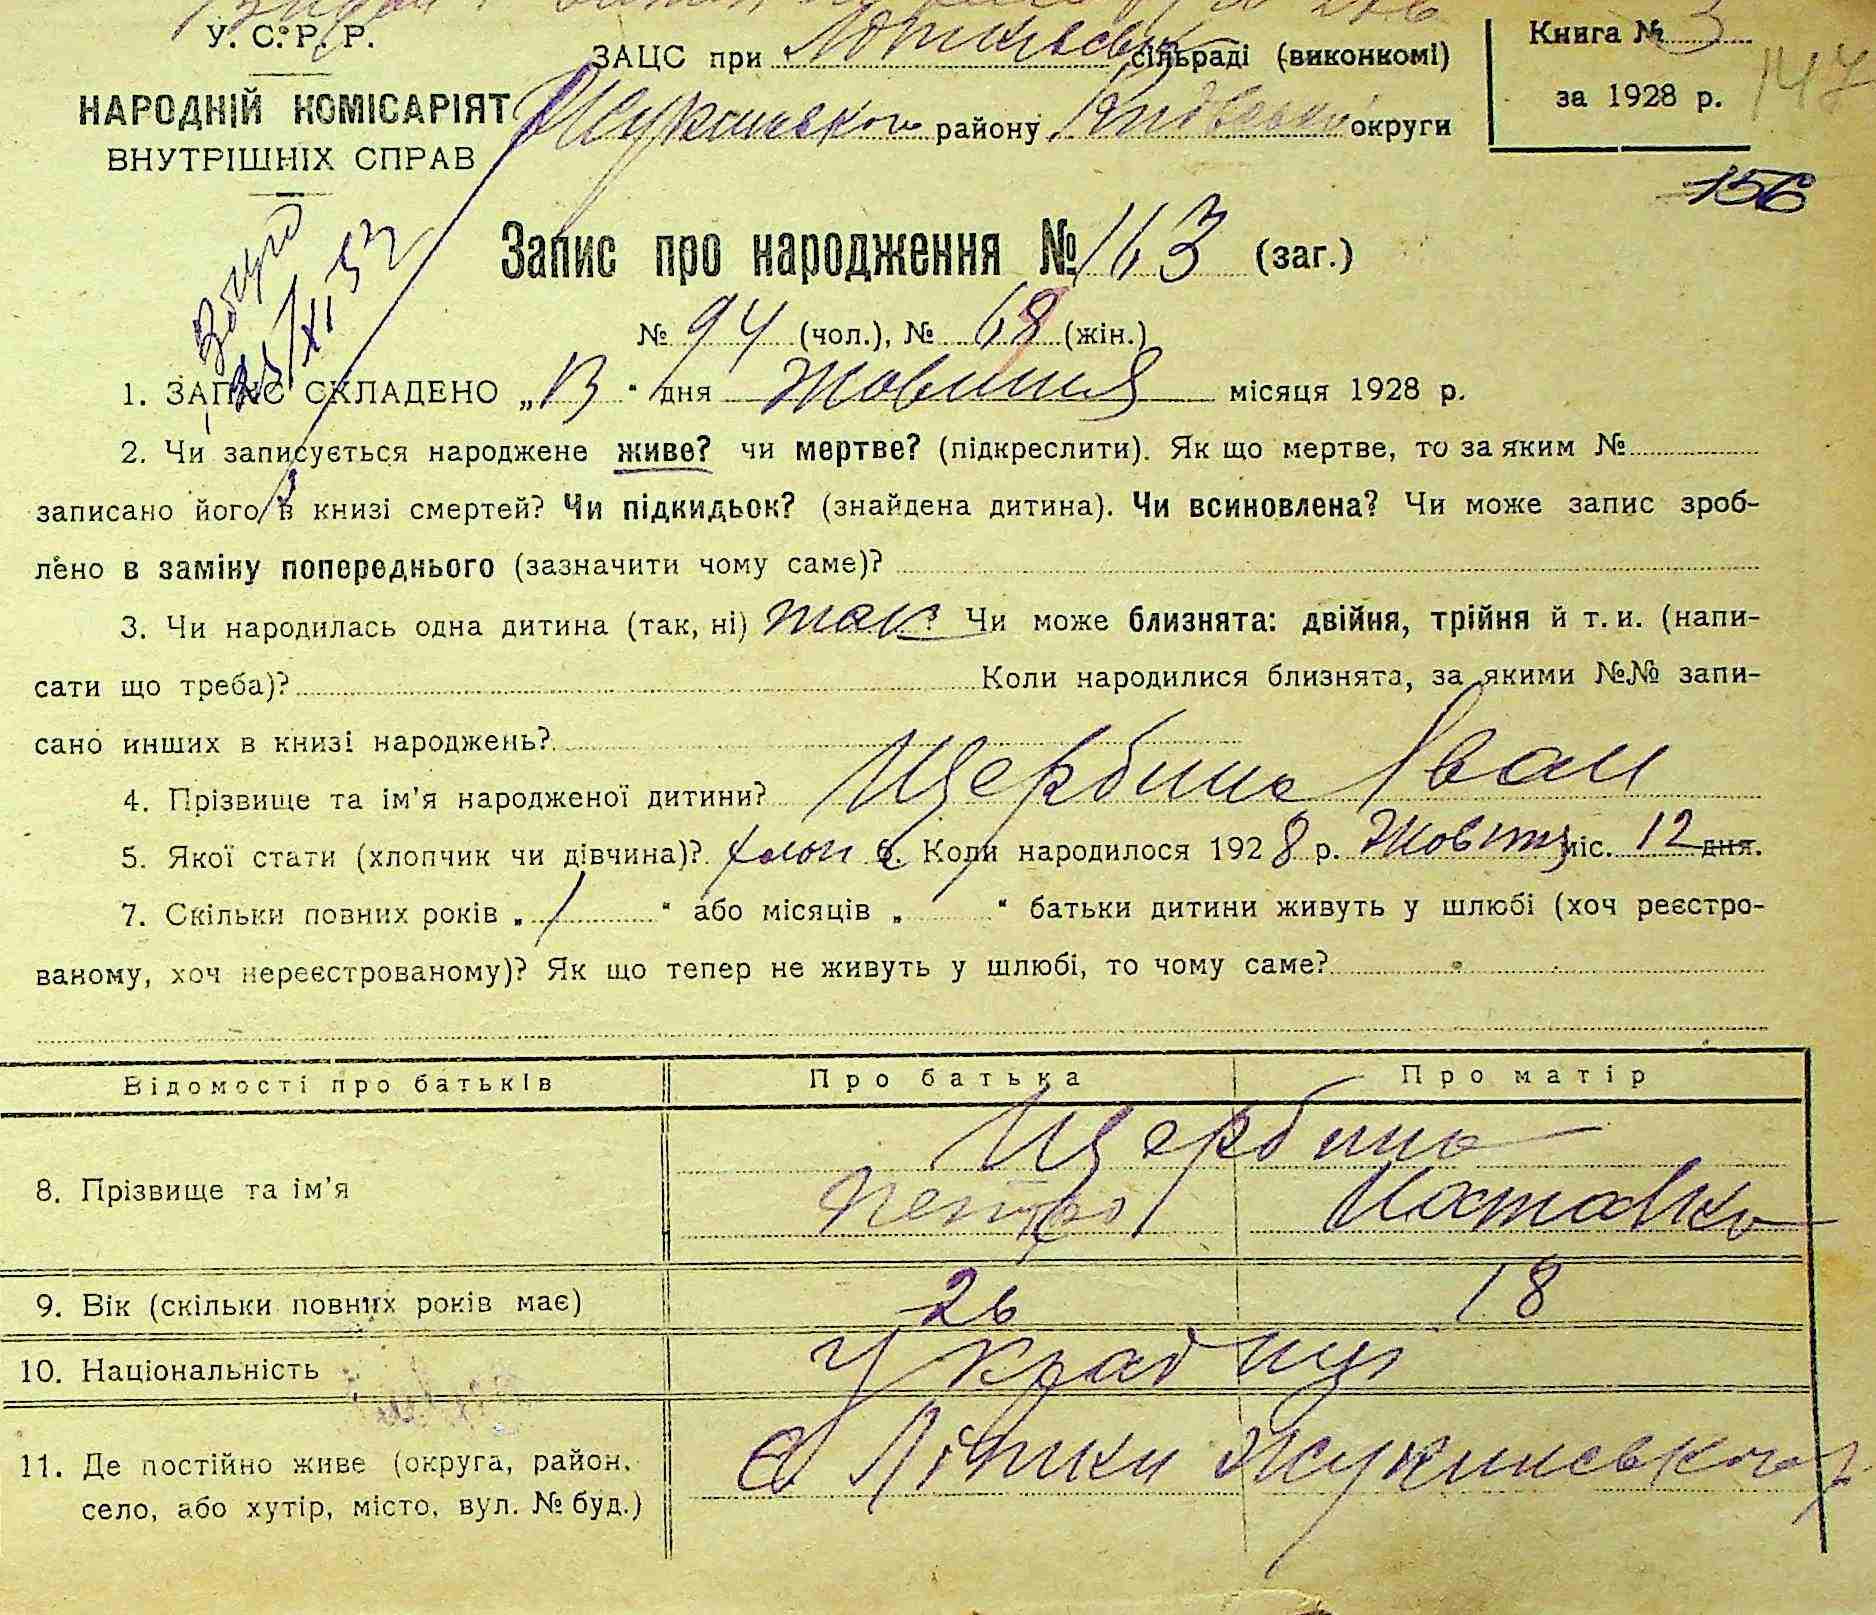 У. С. Р. Р.
НАРОДНІЙ КОМІСАРІЯТ
ВНУТРІШНІХ СПРАВ
ЗАЦС при сільраді (виконкомі)
району округи
Книга № 3
за 1928 р.
147
156
Запис про народження № 163 (заг.)
№ 94 (чол.), № 68 (жін.)
1. ЗАПИС СКЛАДЕНО „13“ дня Жовтня місяця 1928 р.
2. Чи записується народжене живе? чи мертве? (підкреслити). Як що мертве, то за яким №
записано його в книзі смертей? Чи підкидьок? (знайдена дитина). Чи всиновлена? Чи може запис зроб-
лено в заміну попереднього (зазначити чому саме)?
3. Чи народилась одна дитина (так, ні) так? Чи може близнята: двійня, трійня й т. и. (напи-
сати що треба)? Коли народилися близнята, за якими №№ запи-
сано инших в книзі народжень?
4. Прізвище та ім’я народженої дитини? Щербина Іван
5. Якої стати (хлопчик чи дівчина)? хлоп 6. Коли народилося 1928 р. Жовтня міс. 12 дня.
7. Скільки повних років „ 1 “ або місяців „ “ батьки дитини живуть у шлюбі (хоч реєстро-
ваному, хоч нереєстрованому)? Як що тепер не живуть у шлюбі, то чому саме?
Відомості про батьків Про батька Про матір
Щербина
8. Прізвище та ім’я Петро Наталка
9. Вік (скільки повних років має) 26 18
10. Національність Українці
11. Де постійно живе (округа, район,
село, або хутір, місто, вул. № буд.)